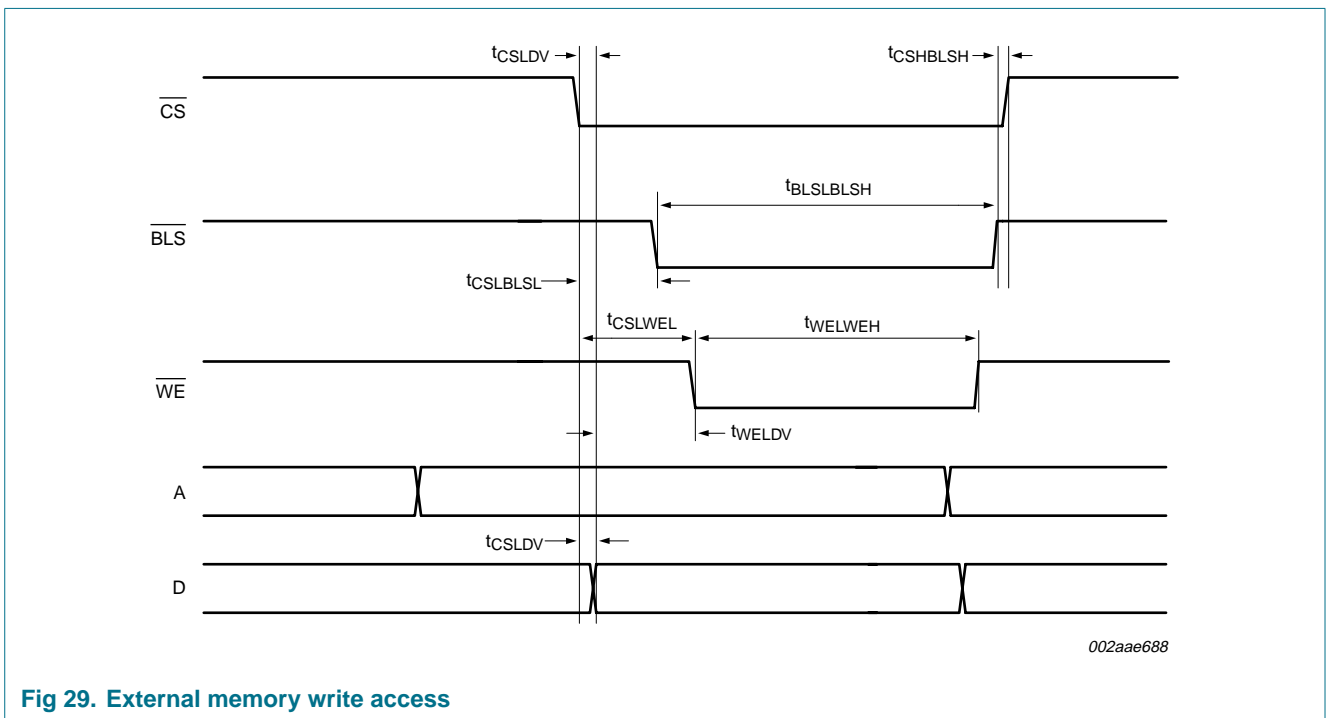 tCSLDV
tCSHBLSH
CS
tBLSLBLSH
BLS
tCSLBLSL
tCSLWEL
tWELWEH
WE
tWELDV
A
tCSLDV
D
002aae688
Fig 29. External memory write access